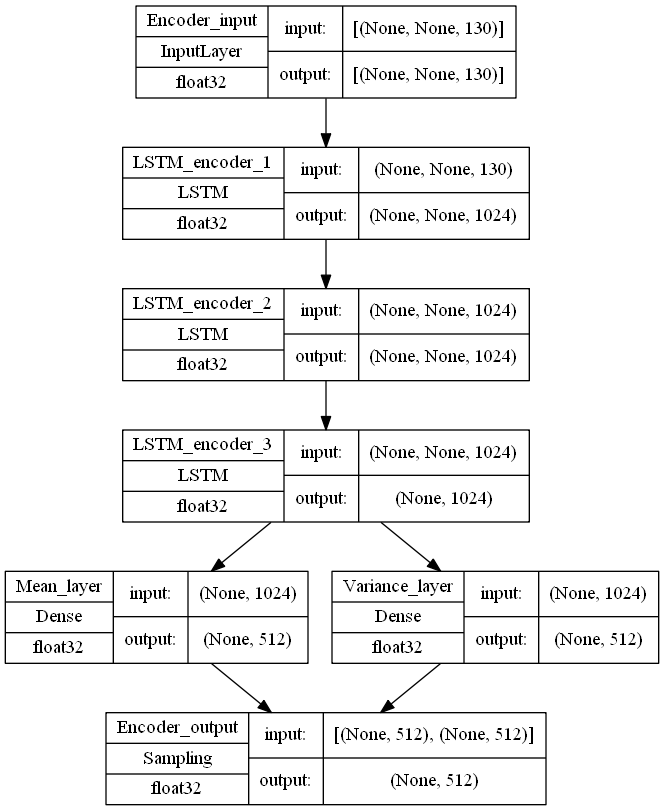 Encoder_input
InputLayer
float32
input: [(None, None, 130)]
output: [(None, None, 130)]
LSTM_encoder_1
LSTM
float32
input: (None, None, 130)
output: (None, None, 1024)
LSTM_encoder_2
LSTM
float32
input: (None, None, 1024)
output: (None, None, 1024)
LSTM_encoder_3
LSTM
float32
input: (None, None, 1024)
output: (None, 1024)
Mean_layer
Dense
float32
input: (None, 1024)
output: (None, 512)
Variance_layer
Dense
float32
input: (None, 1024)
output: (None, 512)
Encoder_output
Sampling
float32
input: [(None, 512), (None, 512)]
output: (None, 512)